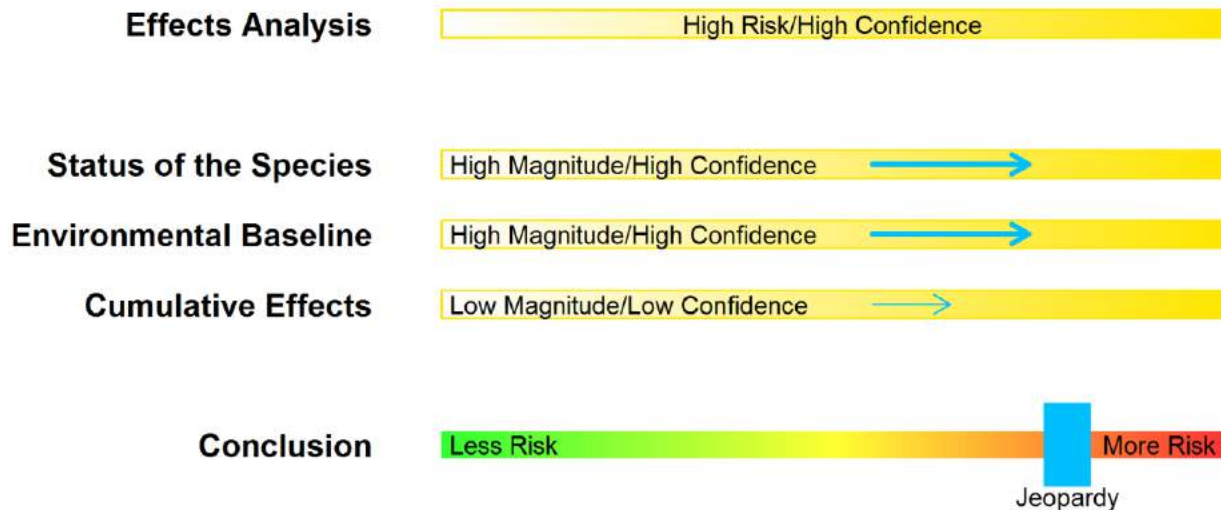 Effects Analysis
High Risk/High Confidence
Status of the Species
High Magnitude/High Confidence
Environmental Baseline
High Magnitude/High Confidence
Cumulative Effects
Low Magnitude/Low Confidence
Conclusion
Less Risk
More Risk
Jeopardy